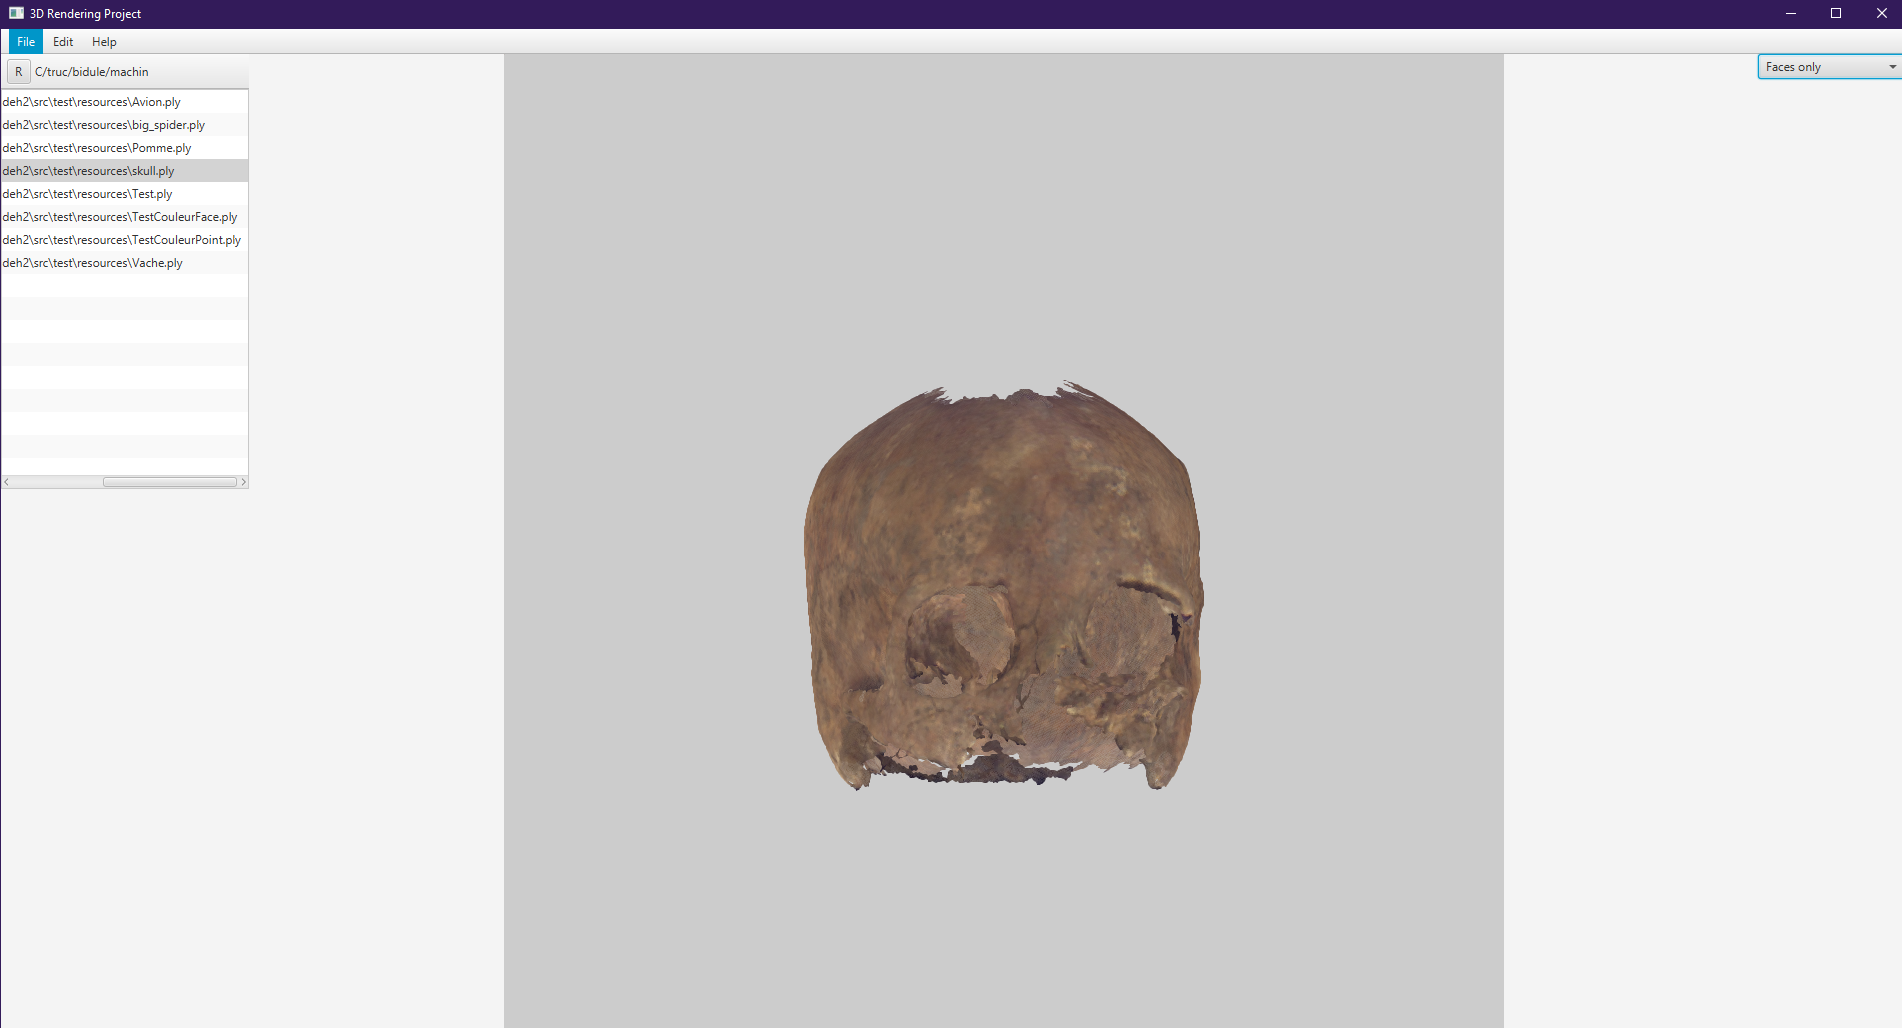 3D Rendering Project
File Edit Help
R C/truc/bidule/machin
Faces only
deh2\src\test\resources\Avion.ply
deh2\src\test\resources\big_spider.ply
deh2\src\test\resources\Pomme.ply
deh2\src\test\resources\skull.ply
deh2\src\test\resources\Test.ply
deh2\src\test\resources\TestCouleurFace.ply
deh2\src\test\resources\TestCouleurPoint.ply
deh2\src\test\resources\Vache.ply